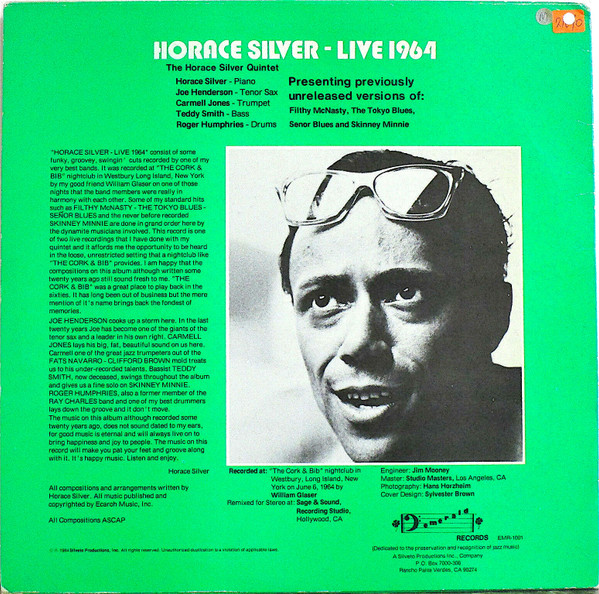 HORACE SILVER - LIVE 1964
The Horace Silver Quintet
Horace Silver - Piano
Joe Henderson - Tenor Sax
Carmell Jones - Trumpet
Teddy Smith - Bass
Roger Humphries - Drums
Presenting previously
unreleased versions of:
Filthy McNasty, The Tokyo Blues,
Senor Blues and Skinney Minnie
"HORACE SILVER - LIVE 1964" consist of some
funky, groovey, swingin' cuts recorded by one of my
very best bands. It was recorded at "THE CORK &
BIB" nightclub in Westbury Long Island, New York
by my good friend William Glaser on one of those
nights that the band members were really in
harmony with each other. Some of my standard hits
such as FILTHY McNASTY - THE TOKYO BLUES -
SEÑOR BLUES and the never before recorded
SKINNEY MINNIE are done in grand order here by
the dynamite musicians involved. This record is one
of two live recordings that I have done with my
quintet and it affords me the opportunity to be heard
in the loose, unrestricted setting that a nightclub like
"THE CORK & BIB" provides. I am happy that the
compositions on this album although written some
twenty years ago still sound fresh to me. "THE
CORK & BIB" was a great place to play back in the
sixties. It has long been out of business but the mere
mention of it's name brings back the fondest of
memories.
JOE HENDERSON cooks up a storm here. In the last
twenty years Joe has become one of the giants of the
tenor sax and a leader in his own right. CARMELL
JONES lays his big, fat, beautiful sound on us here.
Carmell one of the great jazz trumpeters out of the
FATS NAVARRO - CLIFFORD BROWN mold treats
us to his under-recorded talents. Bassist TEDDY
SMITH, now deceased, swings throughout the album
and gives us a fine solo on SKINNEY MINNIE.
ROGER HUMPHRIES, also a former member of the
RAY CHARLES band and one of my best drummers
lays down the groove and it don't move.
The music on this album although recorded some
twenty years ago, does not sound dated to my ears,
for good music is eternal and will always live on to
bring happiness and joy to people. The music on this
record will make you pat your feet and groove along
with it. It's happy music. Listen and enjoy.
Horace Silver
All compositions and arrangements written by
Horace Silver. All music published and
copyrighted by Ecaroh Music, Inc.
All Compositions ASCAP
Recorded at: "The Cork & Bib" nightclub in
Westbury, Long Island, New
York on June 6, 1964 by
William Glaser
Remixed for Stereo at: Sage & Sound,
Recording Studio,
Hollywood, CA
Engineer: Jim Mooney
Master: Studio Masters, Los Angeles, CA
Photography: Hans Harzheim
Cover Design: Sylvester Brown
emerald
RECORDS
EMR-1001
(Dedicated to the preservation and recognition of jazz music)
A Silveto Productions Inc., Company
P.O. Box 7000-306
Rancho Palos Verdes, CA 90274
1984 Silveto Productions, Inc. All rights reserved. Unauthorized duplication is a violation of applicable laws.